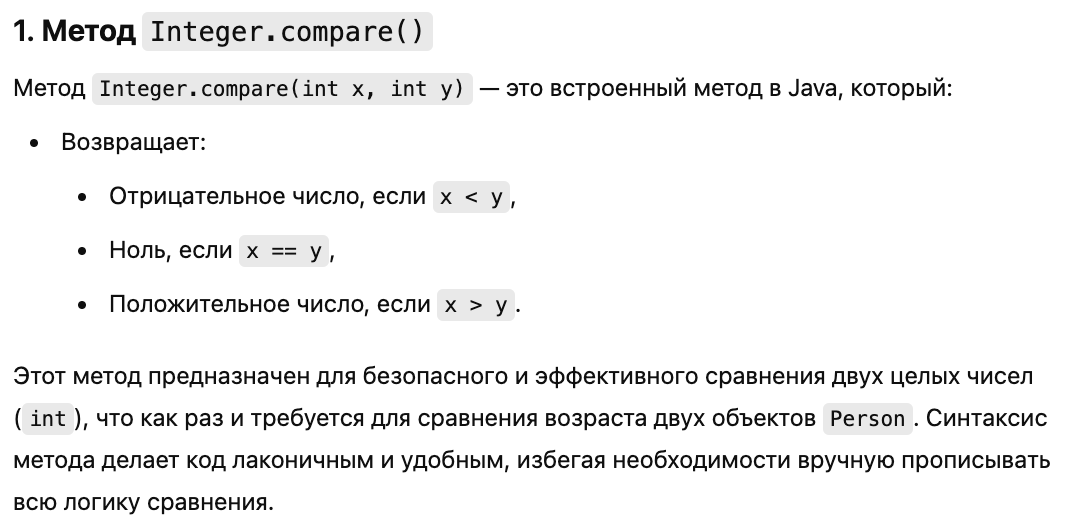 1. Метод Integer.compare()
Метод Integer.compare(int x, int y) — это встроенный метод в Java, который:
• Возвращает:
• Отрицательное число, если x < y,
• Ноль, если x == y,
• Положительное число, если x > y.
Этот метод предназначен для безопасного и эффективного сравнения двух целых чисел
(int), что как раз и требуется для сравнения возраста двух объектов Person. Синтаксис
метода делает код лаконичным и удобным, избегая необходимости вручную прописывать
всю логику сравнения.